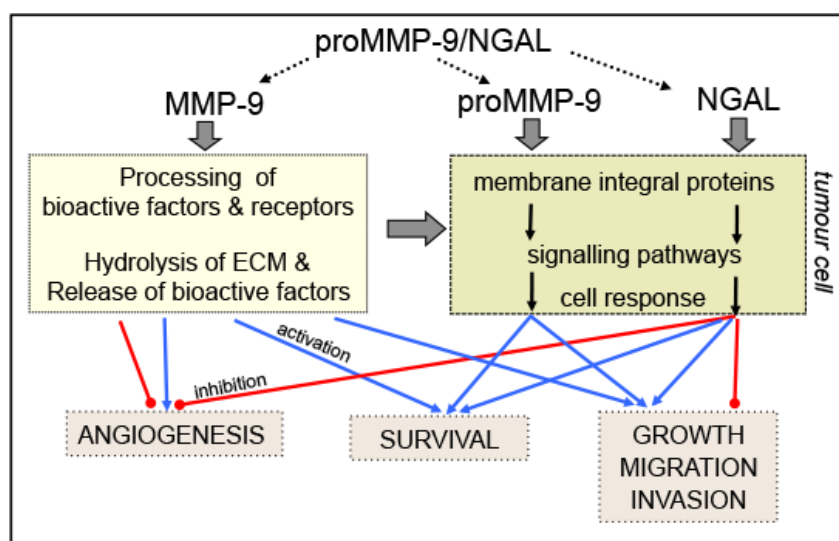 proMMP-9/NGAL
MMP-9
proMMP-9
NGAL
Processing of
bioactive factors & receptors
Hydrolysis of ECM &
Release of bioactive factors
membrane integral proteins
signalling pathways
cell response
tumour cell
activation
inhibition
ANGIOGENESIS
SURVIVAL
GROWTH
MIGRATION
INVASION